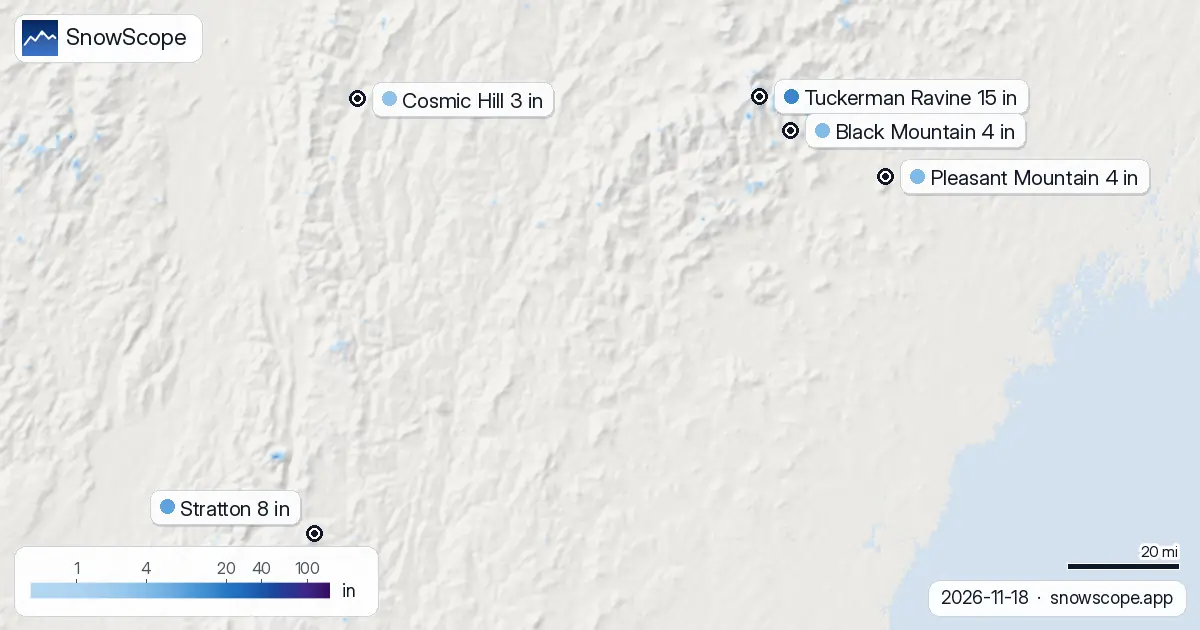 SnowScope
Cosmic Hill 3 in
Tuckerman Ravine 15 in
Black Mountain 4 in
Pleasant Mountain 4 in
Stratton 8 in
1 4 20 40 100
in
20 mi
2026-11-18 · snowscope.app